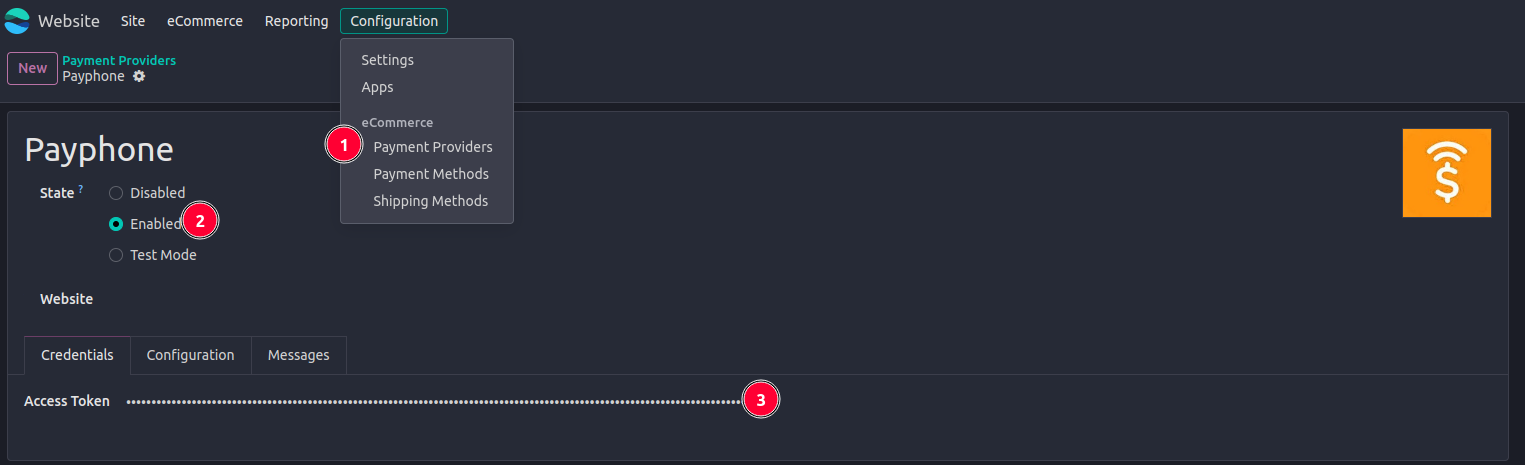 Website Site eCommerce Reporting Configuration
New
Payment Providers
Payphone
Settings
Apps
eCommerce
1 Payment Providers
Payment Methods
Shipping Methods
Payphone
State ? Disabled
Enabled 2
Test Mode
Website
Credentials Configuration Messages
Access Token 3